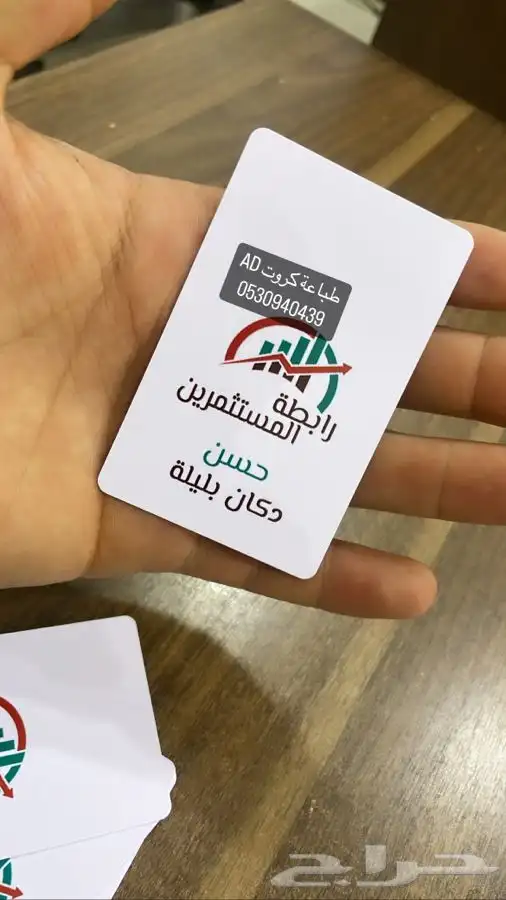 طباعة كروت AD
0530940439
رابطة
المستثمرين
حسن
دكان بليلة
حراج